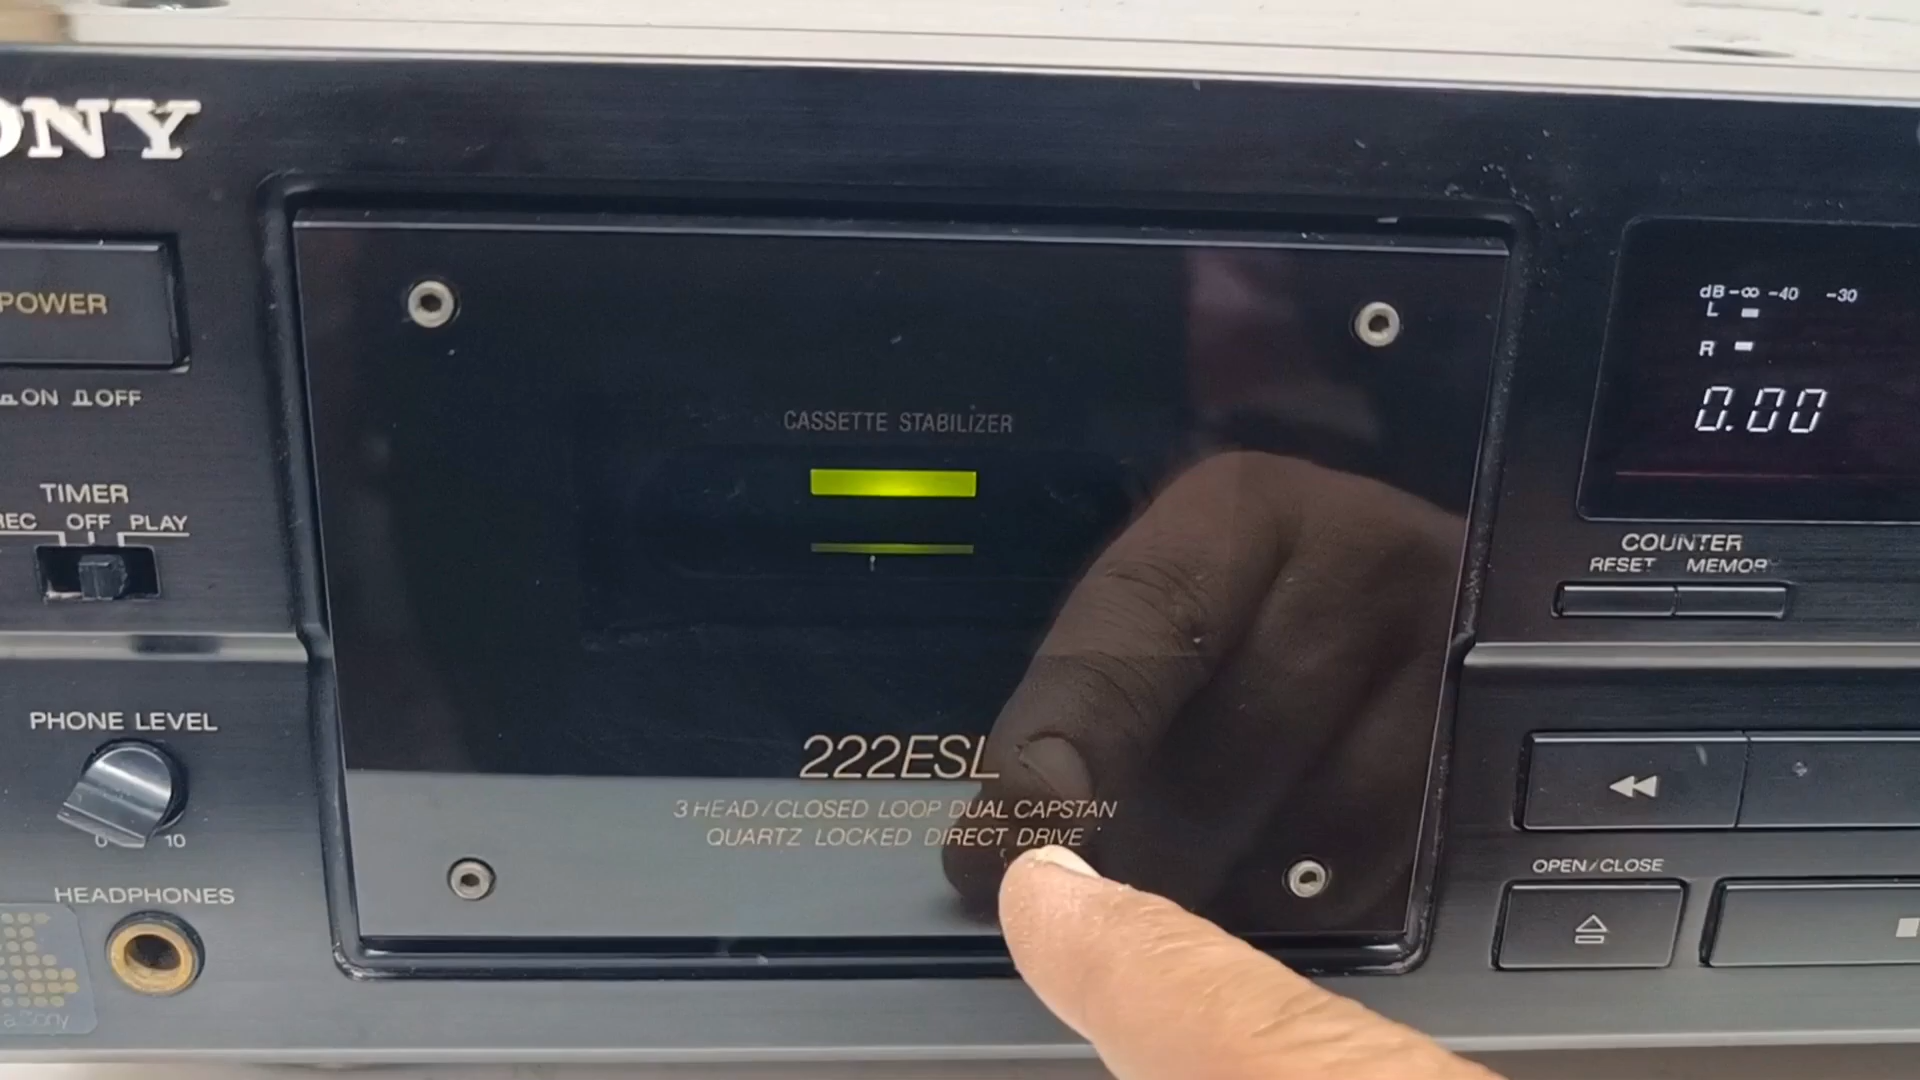 ONY
POWER
ON OFF
TIMER
REC OFF PLAY
PHONE LEVEL
0 10
HEADPHONES
CASSETTE STABILIZER
222ESL
3 HEAD/CLOSED LOOP DUAL CAPSTAN
QUARTZ LOCKED DIRECT DRIVE
dB -∞ -40 -30
L
R
0.00
COUNTER
RESET MEMORY
OPEN/CLOSE